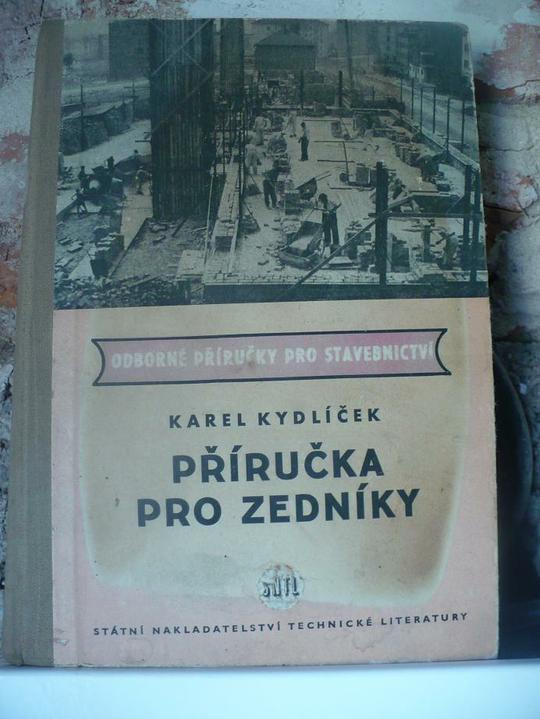 ODBORNÉ PŘÍRUČKY PRO STAVEBNICTVÍ
KAREL KYDLÍČEK
PŘÍRUČKA
PRO ZEDNÍKY
SNTL
STÁTNÍ NAKLADATELSTVÍ TECHNICKÉ LITERATURY